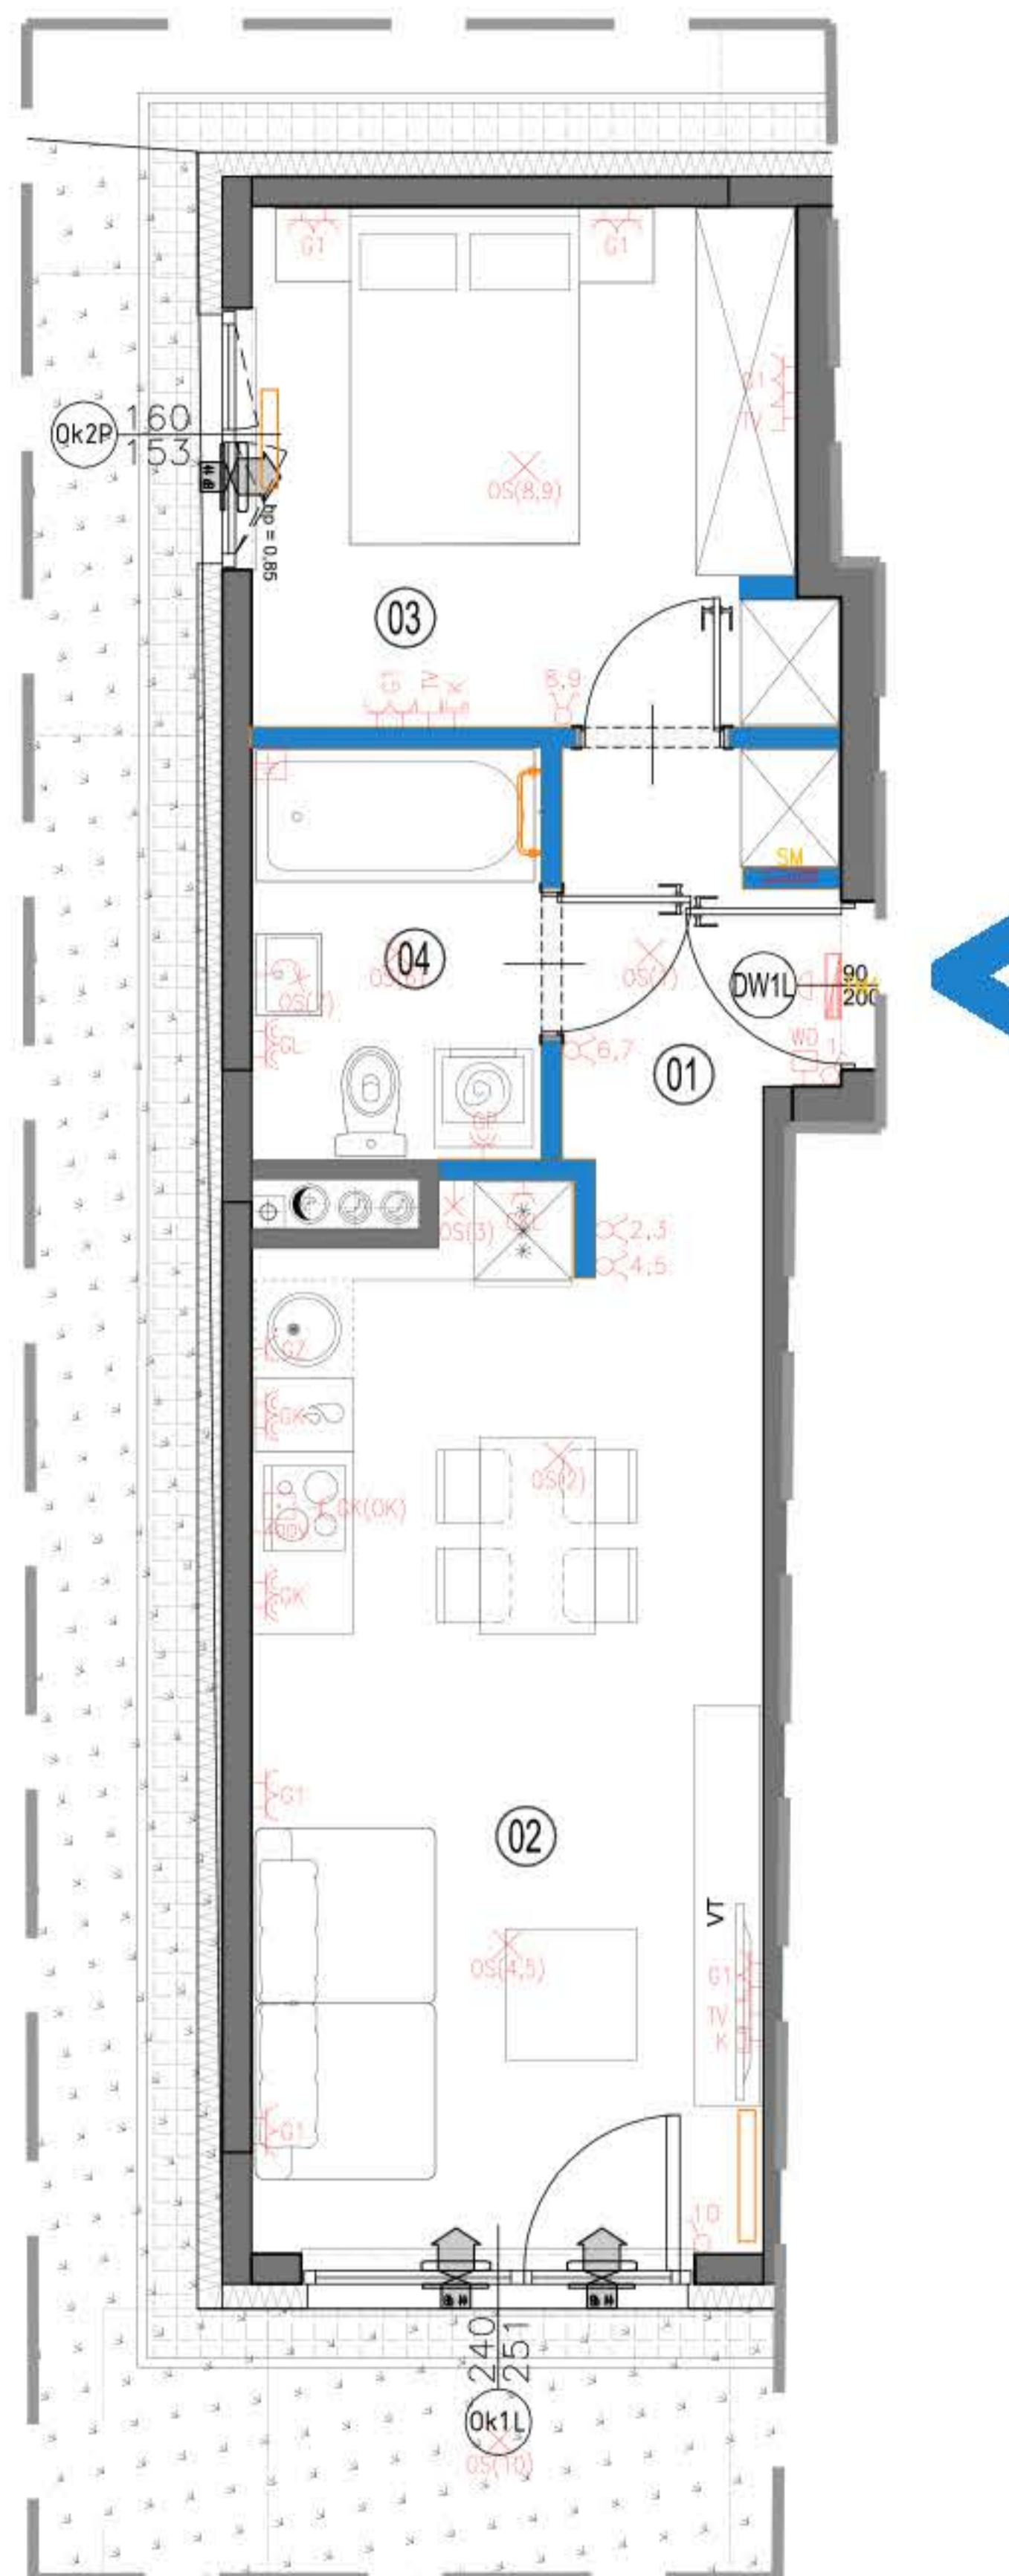 G1
G1
G1
TV
Ok2P
160
153
OS(8,9)
hp = 0,85
03
G1
TV
K
8,9
SM
04
OS(7)
GL
OS(1)
DW1L
90
200
WD
6,7
01
GP
OS(3)
2,3
4,5
GZ
GK
OS(2)
GK(OK)
GK
G1
02
VT
OS(4,5)
G1
TV
K
G1
10
240
251
Ok1L
OS(10)